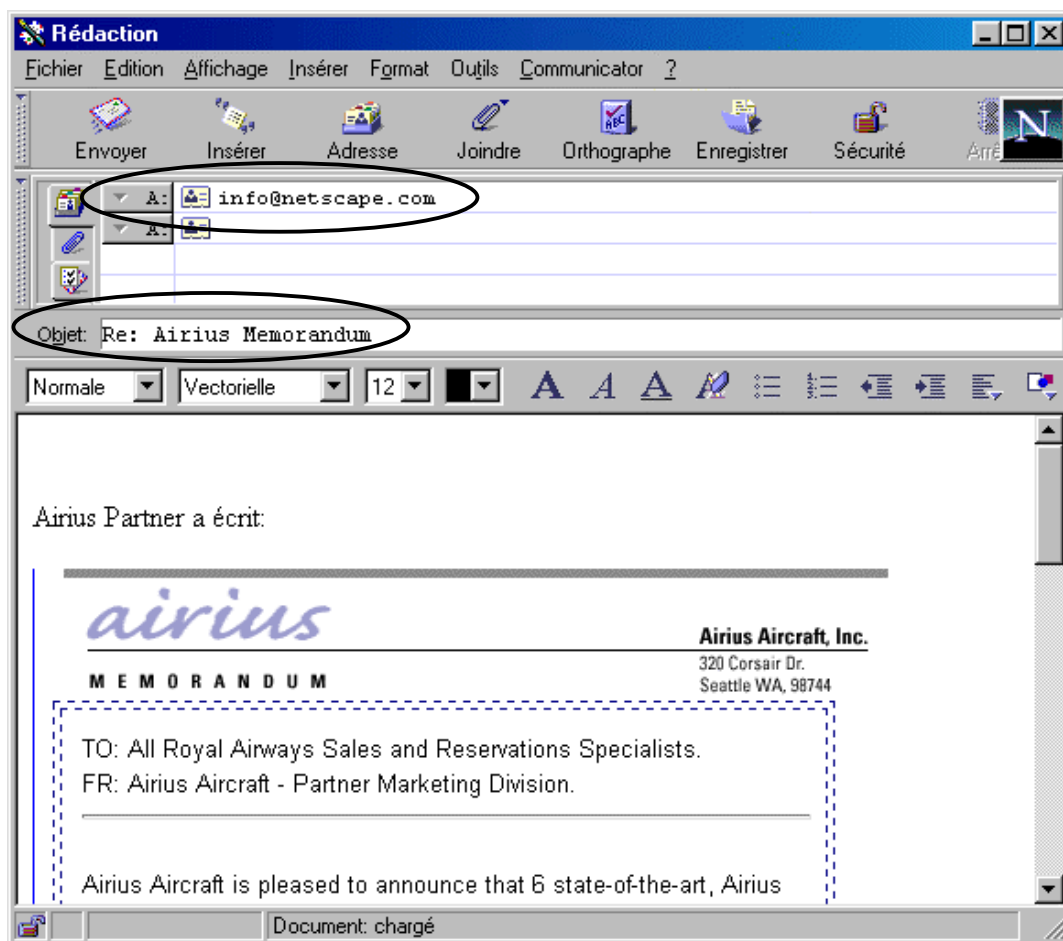 Rédaction
Fichier Edition Affichage Insérer Format Outils Communicator ?
Envoyer Insérer Adresse Joindre Orthographe Enregistrer Sécurité
N
A: info@netscape.com
A:
Objet: Re: Airius Memorandum
Normale Vectorielle 12 A A A
Airius Partner a écrit:
airius
Airius Aircraft, Inc.
320 Corsair Dr.
MEMORANDUM Seattle WA, 98744
TO: All Royal Airways Sales and Reservations Specialists.
FR: Airius Aircraft - Partner Marketing Division.
Airius Aircraft is pleased to announce that 6 state-of-the-art, Airius
Document: chargé